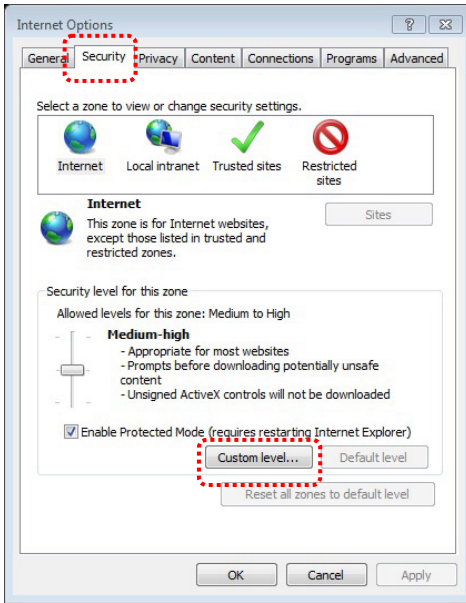 Internet Options
General Security Privacy Content Connections Programs Advanced
Select a zone to view or change security settings.
Internet Local intranet Trusted sites Restricted
sites
Internet
Sites
This zone is for Internet websites,
except those listed in trusted and
restricted zones.
Security level for this zone
Allowed levels for this zone: Medium to High
Medium-high
- Appropriate for most websites
- Prompts before downloading potentially unsafe
content
- Unsigned ActiveX controls will not be downloaded
Enable Protected Mode (requires restarting Internet Explorer)
Custom level... Default level
Reset all zones to default level
OK Cancel Apply